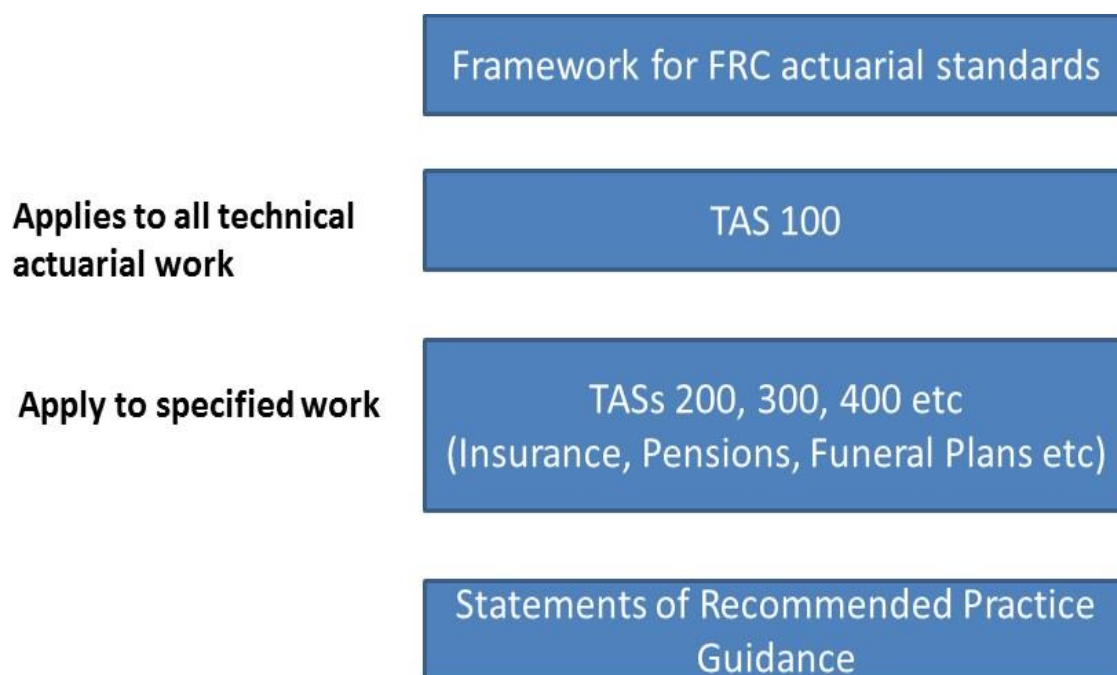 Framework for FRC actuarial standards
Applies to all technical
actuarial work
TAS 100
Apply to specified work
TASs 200, 300, 400 etc
(Insurance, Pensions, Funeral Plans etc)
Statements of Recommended Practice
Guidance